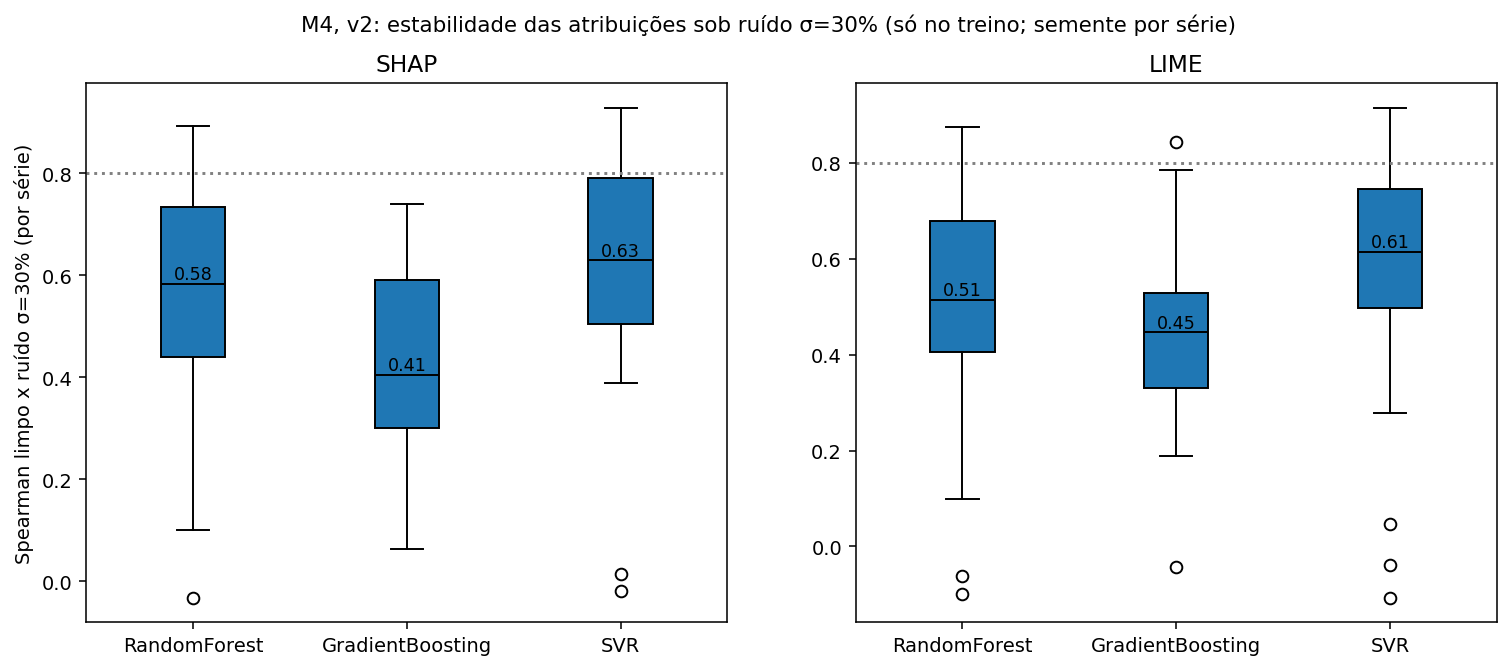 M4, v2: estabilidade das atribuições sob ruído σ=30% (só no treino; semente por série)
SHAP
Spearman limpo x ruído σ=30% (por série)
0.8
0.6
0.4
0.2
0.0
0.58
0.41
0.63
RandomForest
GradientBoosting
SVR
LIME
0.8
0.6
0.4
0.2
0.0
0.51
0.45
0.61
RandomForest
GradientBoosting
SVR